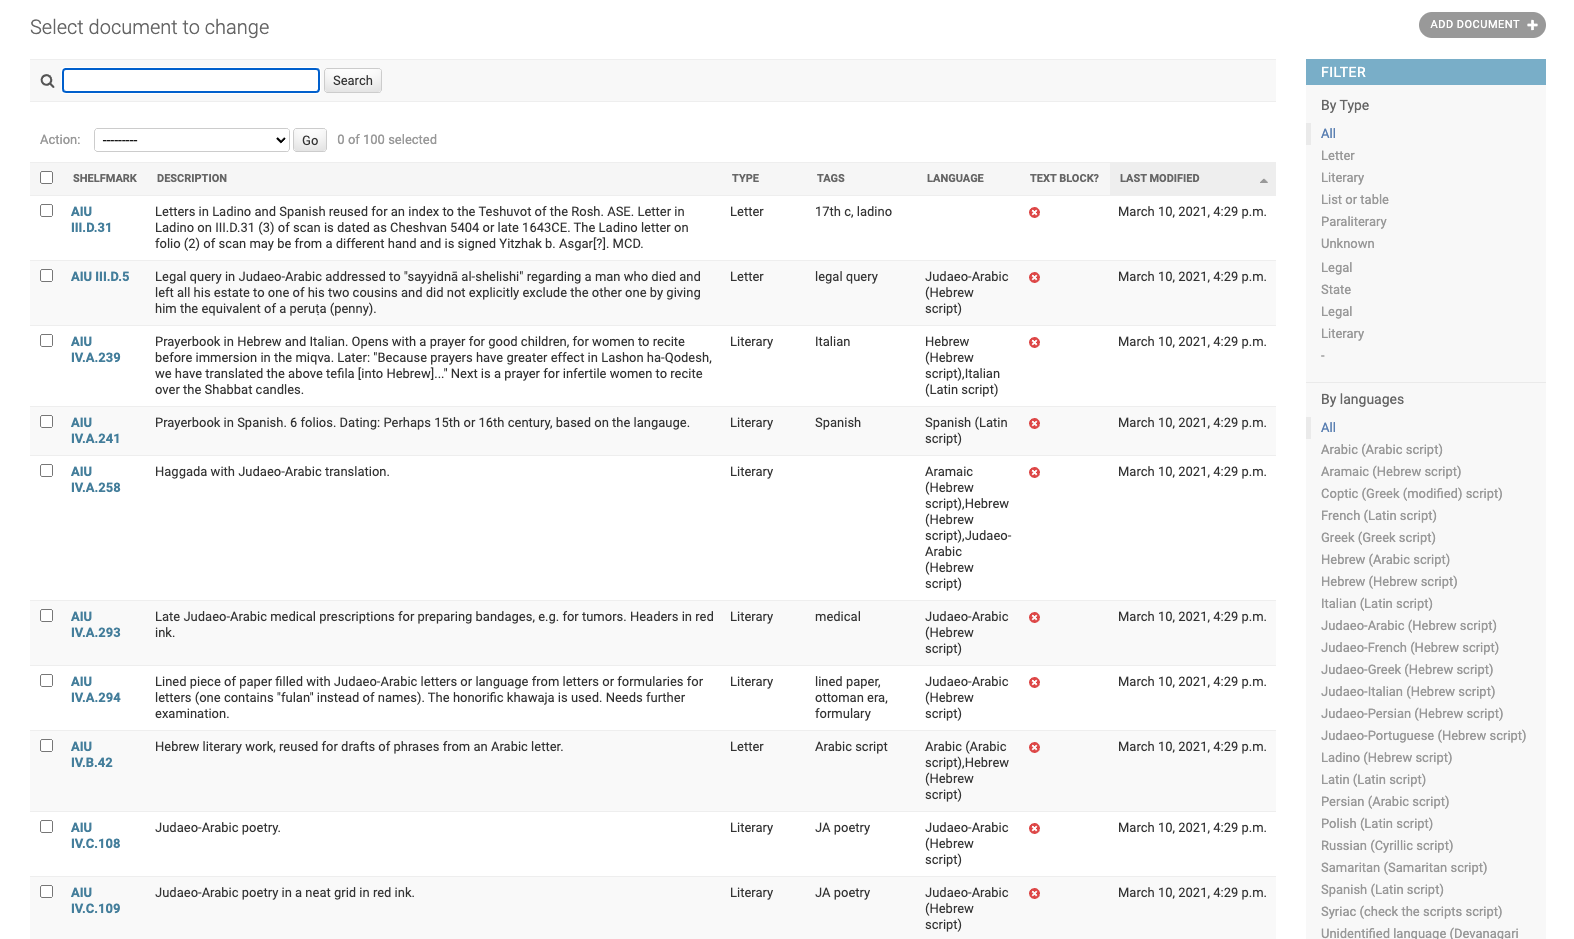 Select document to change
ADD DOCUMENT +
Search
Action: --------- Go 0 of 100 selected
SHELFMARK DESCRIPTION TYPE TAGS LANGUAGE TEXT BLOCK? LAST MODIFIED
AIU
III.D.31
Letters in Ladino and Spanish reused for an index to the Teshuvot of the Rosh. ASE. Letter in
Ladino on III.D.31 (3) of scan is dated as Cheshvan 5404 or late 1643CE. The Ladino letter on
folio (2) of scan may be from a different hand and is signed Yitzhak b. Asgar[?]. MCD.
Letter
17th c, ladino
March 10, 2021, 4:29 p.m.
AIU III.D.5
Legal query in Judaeo-Arabic addressed to "sayyidnā al-shelishi" regarding a man who died and
left all his estate to one of his two cousins and did not explicitly exclude the other one by giving
him the equivalent of a peruṭa (penny).
Letter
legal query
Judaeo-Arabic
(Hebrew
script)
March 10, 2021, 4:29 p.m.
AIU
IV.A.239
Prayerbook in Hebrew and Italian. Opens with a prayer for good children, for women to recite
before immersion in the miqva. Later: "Because prayers have greater effect in Lashon ha-Qodesh,
we have translated the above tefila [into Hebrew]..." Next is a prayer for infertile women to recite
over the Shabbat candles.
Literary
Italian
Hebrew
(Hebrew
script),Italian
(Latin script)
March 10, 2021, 4:29 p.m.
AIU
IV.A.241
Prayerbook in Spanish. 6 folios. Dating: Perhaps 15th or 16th century, based on the langauge.
Literary
Spanish
Spanish (Latin
script)
March 10, 2021, 4:29 p.m.
AIU
IV.A.258
Haggada with Judaeo-Arabic translation.
Literary
Aramaic
(Hebrew
script),Hebrew
(Hebrew
script),Judaeo-
Arabic
(Hebrew
script)
March 10, 2021, 4:29 p.m.
AIU
IV.A.293
Late Judaeo-Arabic medical prescriptions for preparing bandages, e.g. for tumors. Headers in red
ink.
Literary
medical
Judaeo-Arabic
(Hebrew
script)
March 10, 2021, 4:29 p.m.
AIU
IV.A.294
Lined piece of paper filled with Judaeo-Arabic letters or language from letters or formularies for
letters (one contains "fulan" instead of names). The honorific khawaja is used. Needs further
examination.
Literary
lined paper,
ottoman era,
formulary
Judaeo-Arabic
(Hebrew
script)
March 10, 2021, 4:29 p.m.
AIU
IV.B.42
Hebrew literary work, reused for drafts of phrases from an Arabic letter.
Letter
Arabic script
Arabic (Arabic
script),Hebrew
(Hebrew
script)
March 10, 2021, 4:29 p.m.
AIU
IV.C.108
Judaeo-Arabic poetry.
Literary
JA poetry
Judaeo-Arabic
(Hebrew
script)
March 10, 2021, 4:29 p.m.
AIU
IV.C.109
Judaeo-Arabic poetry in a neat grid in red ink.
Literary
JA poetry
Judaeo-Arabic
(Hebrew
script)
March 10, 2021, 4:29 p.m.
FILTER
By Type
All
Letter
Literary
List or table
Paraliterary
Unknown
Legal
State
Legal
Literary
-
By languages
All
Arabic (Arabic script)
Aramaic (Hebrew script)
Coptic (Greek (modified) script)
French (Latin script)
Greek (Greek script)
Hebrew (Arabic script)
Hebrew (Hebrew script)
Italian (Latin script)
Judaeo-Arabic (Hebrew script)
Judaeo-French (Hebrew script)
Judaeo-Greek (Hebrew script)
Judaeo-Italian (Hebrew script)
Judaeo-Persian (Hebrew script)
Judaeo-Portuguese (Hebrew script)
Ladino (Hebrew script)
Latin (Latin script)
Persian (Arabic script)
Polish (Latin script)
Russian (Cyrillic script)
Samaritan (Samaritan script)
Spanish (Latin script)
Syriac (check the scripts script)
Unidentified language (Devanagari